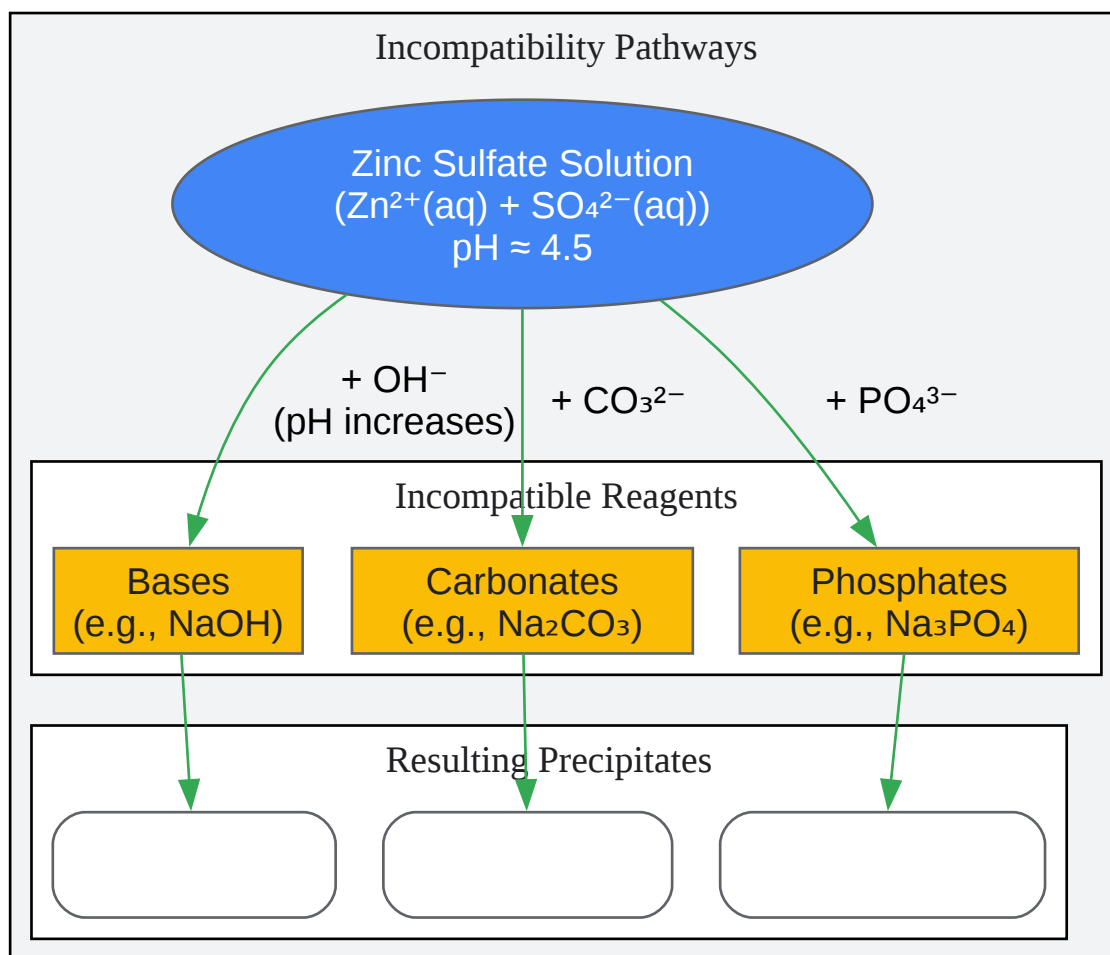 Incompatibility Pathways
Zinc Sulfate Solution
(Zn²⁺(aq) + SO₄²⁻(aq))
pH ≈ 4.5
+ OH⁻
(pH increases)
+ CO₃²⁻
+ PO₄³⁻
Incompatible Reagents
Bases
(e.g., NaOH)
Carbonates
(e.g., Na₂CO₃)
Phosphates
(e.g., Na₃PO₄)
Resulting Precipitates